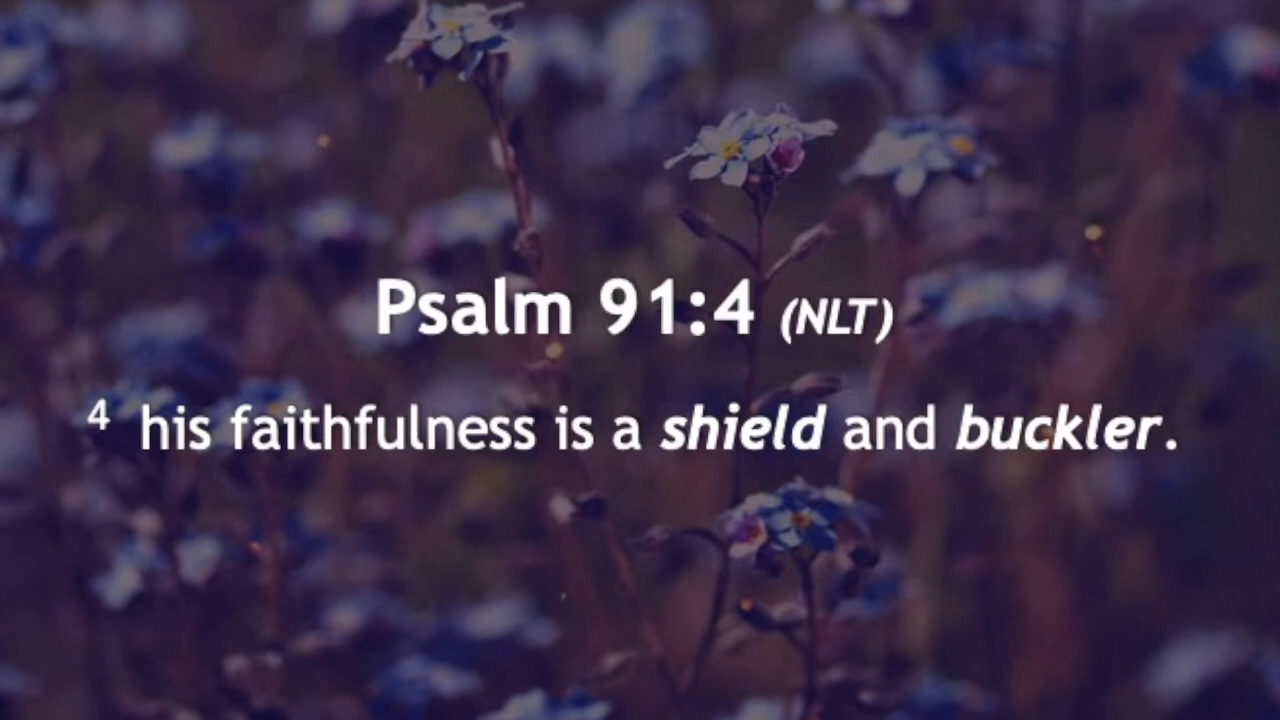 Psalm 91:4 (NLT)
4 his faithfulness is a shield and buckler.